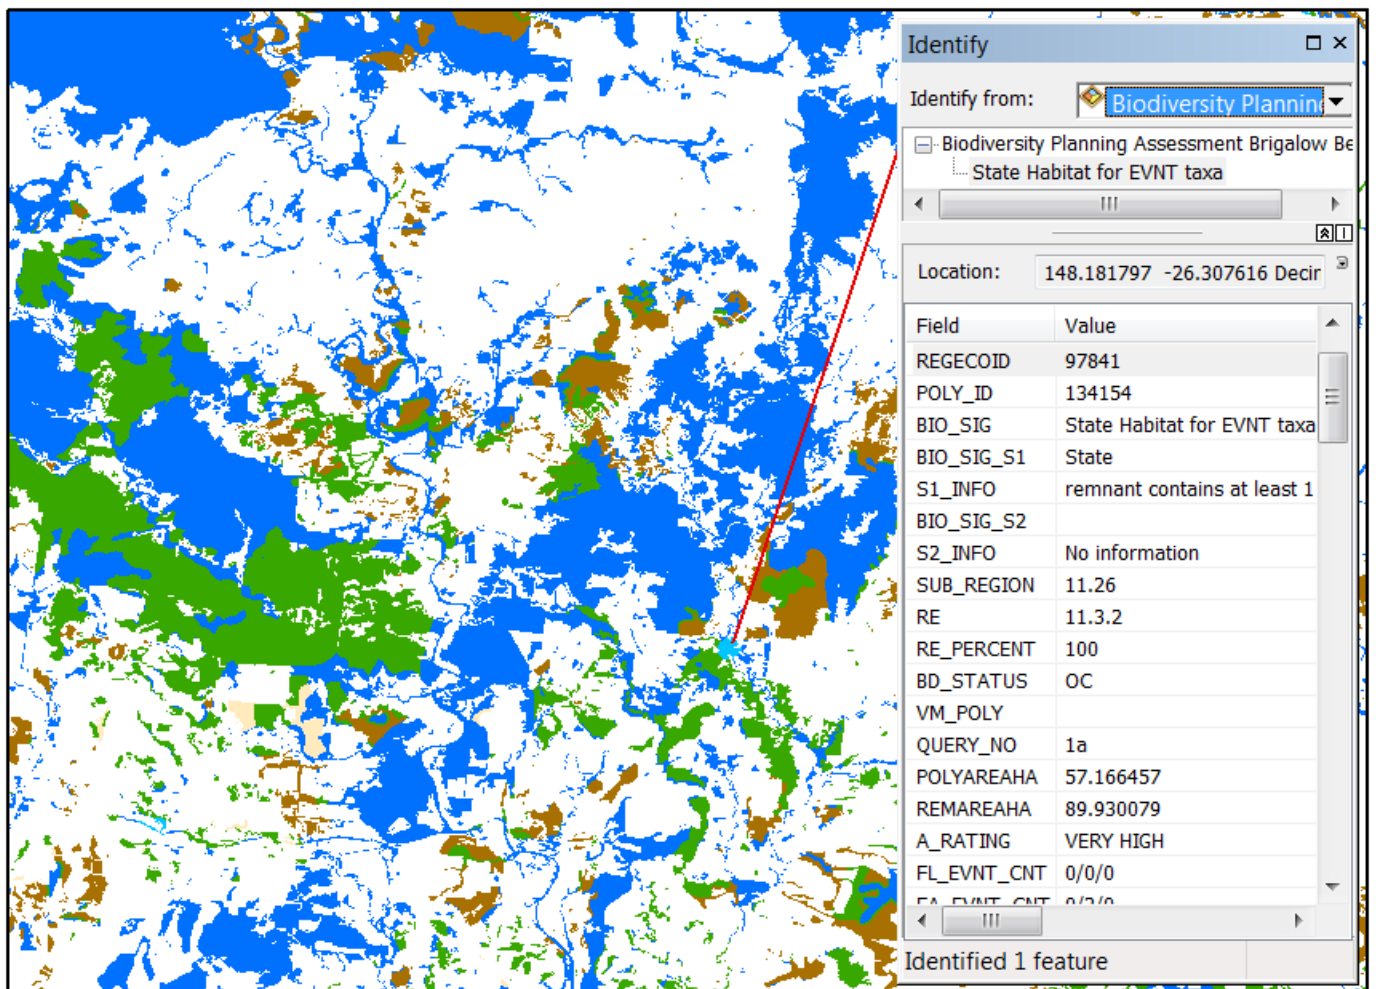 Identify
Identify from: Biodiversity Planning
Biodiversity Planning Assessment Brigalow Be
State Habitat for EVNT taxa
Location: 148.181797 -26.307616 Decir
Field Value
REGECOID 97841
POLY_ID 134154
BIO_SIG State Habitat for EVNT taxa
BIO_SIG_S1 State
S1_INFO remnant contains at least 1
BIO_SIG_S2
S2_INFO No information
SUB_REGION 11.26
RE 11.3.2
RE_PERCENT 100
BD_STATUS OC
VM_POLY
QUERY_NO 1a
POLYAREAHA 57.166457
REMAREAHA 89.930079
A_RATING VERY HIGH
FL_EVNT_CNT 0/0/0
Identified 1 feature